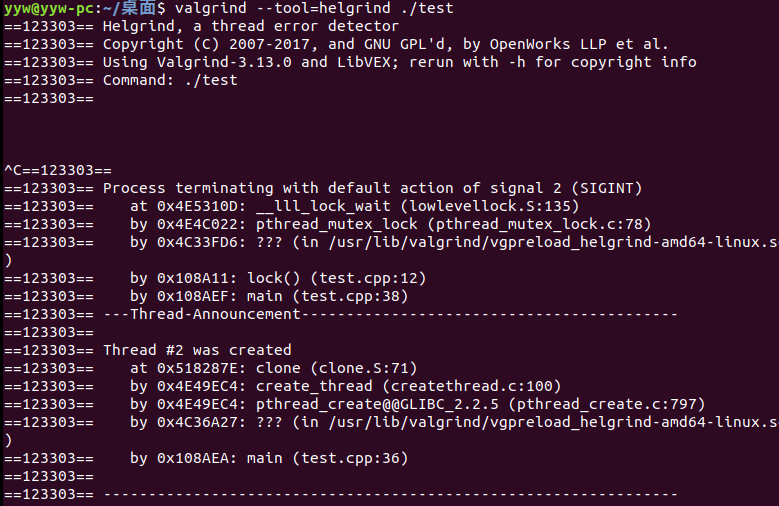 yyw@yyw-pc:~/桌面$ valgrind --tool=helgrind ./test
==123303== Helgrind, a thread error detector
==123303== Copyright (C) 2007-2017, and GNU GPL'd, by OpenWorks LLP et al.
==123303== Using Valgrind-3.13.0 and LibVEX; rerun with -h for copyright info
==123303== Command: ./test
==123303==
^C==123303==
==123303== Process terminating with default action of signal 2 (SIGINT)
==123303==    at 0x4E5310D: __lll_lock_wait (lowlevellock.S:135)
==123303==    by 0x4E4C022: pthread_mutex_lock (pthread_mutex_lock.c:78)
==123303==    by 0x4C33FD6: ??? (in /usr/lib/valgrind/vgpreload_helgrind-amd64-linux.s
)
==123303==    by 0x108A11: lock() (test.cpp:12)
==123303==    by 0x108AEF: main (test.cpp:38)
==123303== ---Thread-Announcement------------------------------------------
==123303==
==123303== Thread #2 was created
==123303==    at 0x518287E: clone (clone.S:71)
==123303==    by 0x4E49EC4: create_thread (createthread.c:100)
==123303==    by 0x4E49EC4: pthread_create@@GLIBC_2.2.5 (pthread_create.c:797)
==123303==    by 0x4C36A27: ??? (in /usr/lib/valgrind/vgpreload_helgrind-amd64-linux.s
)
==123303==    by 0x108AEA: main (test.cpp:36)
==123303==
==123303== ----------------------------------------------------------------